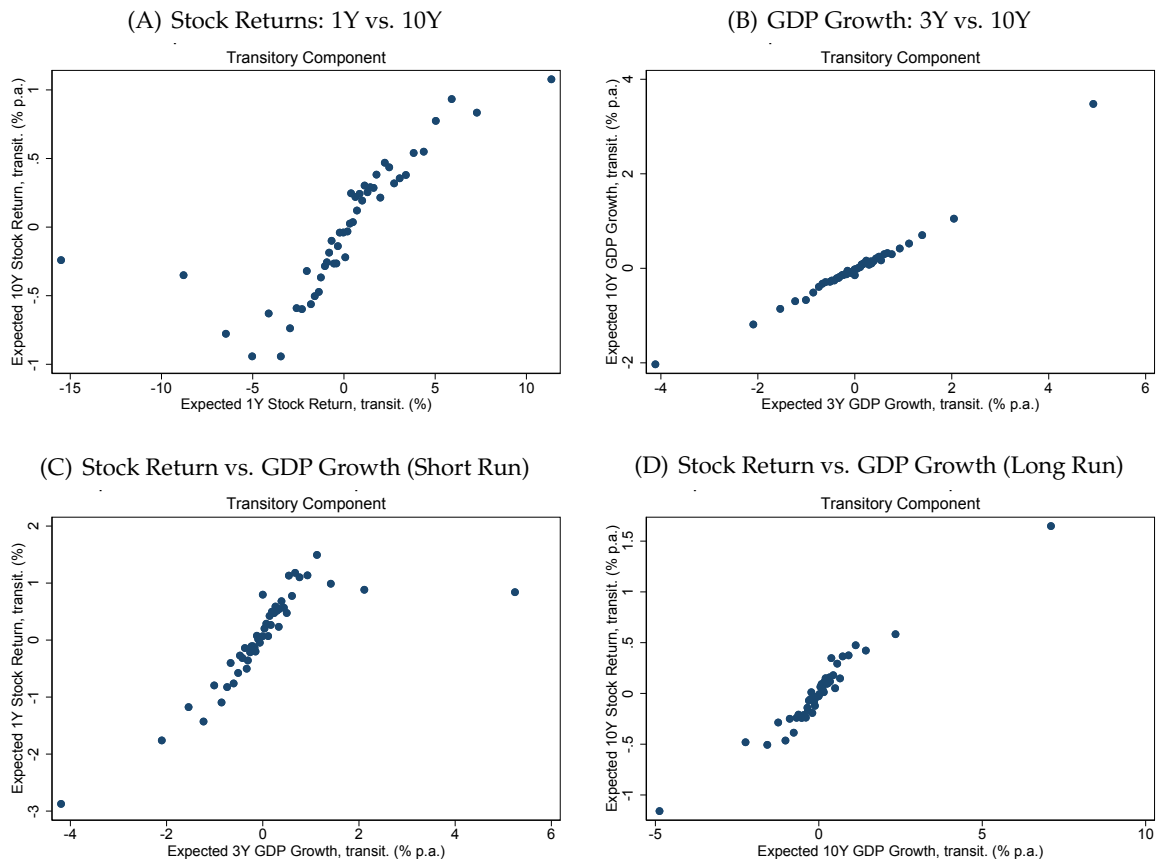 (A) Stock Returns: 1Y vs. 10Y
Transitory Component
Expected 10Y Stock Return, transit. (% p.a.)
1
.5
0
-.5
-1
-15 -10 -5 0 5 10
Expected 1Y Stock Return, transit. (%)
(B) GDP Growth: 3Y vs. 10Y
Transitory Component
Expected 10Y GDP Growth, transit. (% p.a.)
4
2
0
-2
-4 -2 0 2 4 6
Expected 3Y GDP Growth, transit. (% p.a.)
(C) Stock Return vs. GDP Growth (Short Run)
Transitory Component
Expected 1Y Stock Return, transit. (%)
2
1
0
-1
-2
-3
-4 -2 0 2 4 6
Expected 3Y GDP Growth, transit. (% p.a.)
(D) Stock Return vs. GDP Growth (Long Run)
Transitory Component
Expected 10Y Stock Return, transit. (% p.a.)
1.5
1
.5
0
-.5
-1
-5 0 5 10
Expected 10Y GDP Growth, transit. (% p.a.)